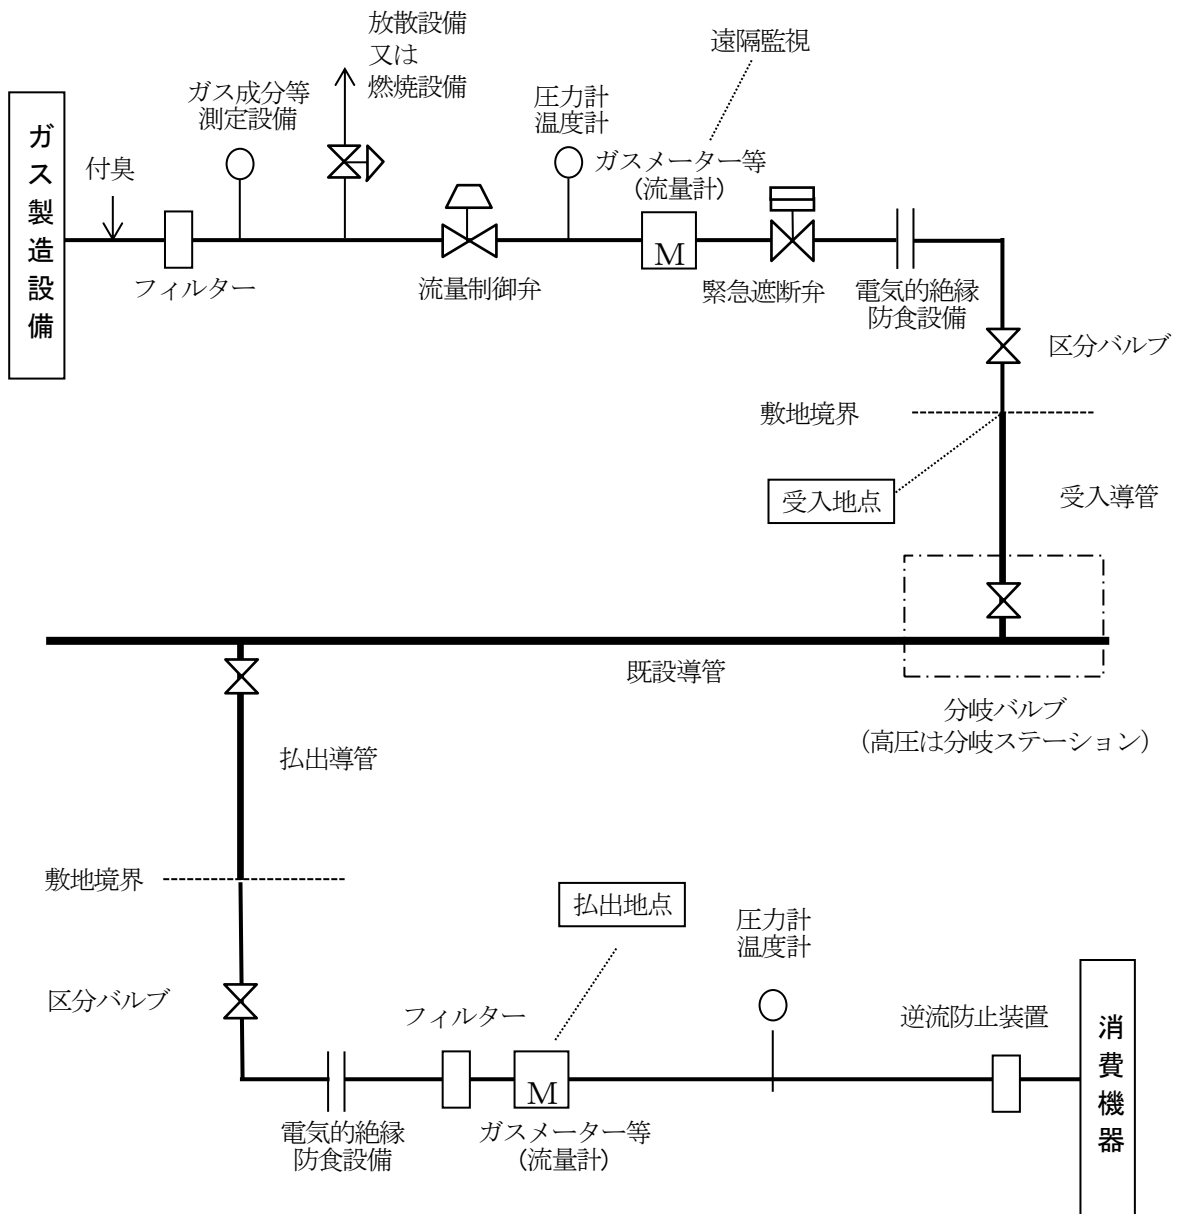 放散設備
又は
燃焼設備
遠隔監視
ガス成分等
測定設備
圧力計
温度計
ガス製造設備
付臭
ガスメーター等
(流量計)
M
フィルター
流量制御弁
緊急遮断弁
電気的絶縁
防食設備
区分バルブ
敷地境界
受入地点
受入導管
既設導管
分岐バルブ
(高圧は分岐ステーション)
払出導管
敷地境界
払出地点
圧力計
温度計
区分バルブ
フィルター
逆流防止装置
消費機器
M
電気的絶縁
防食設備
ガスメーター等
(流量計)